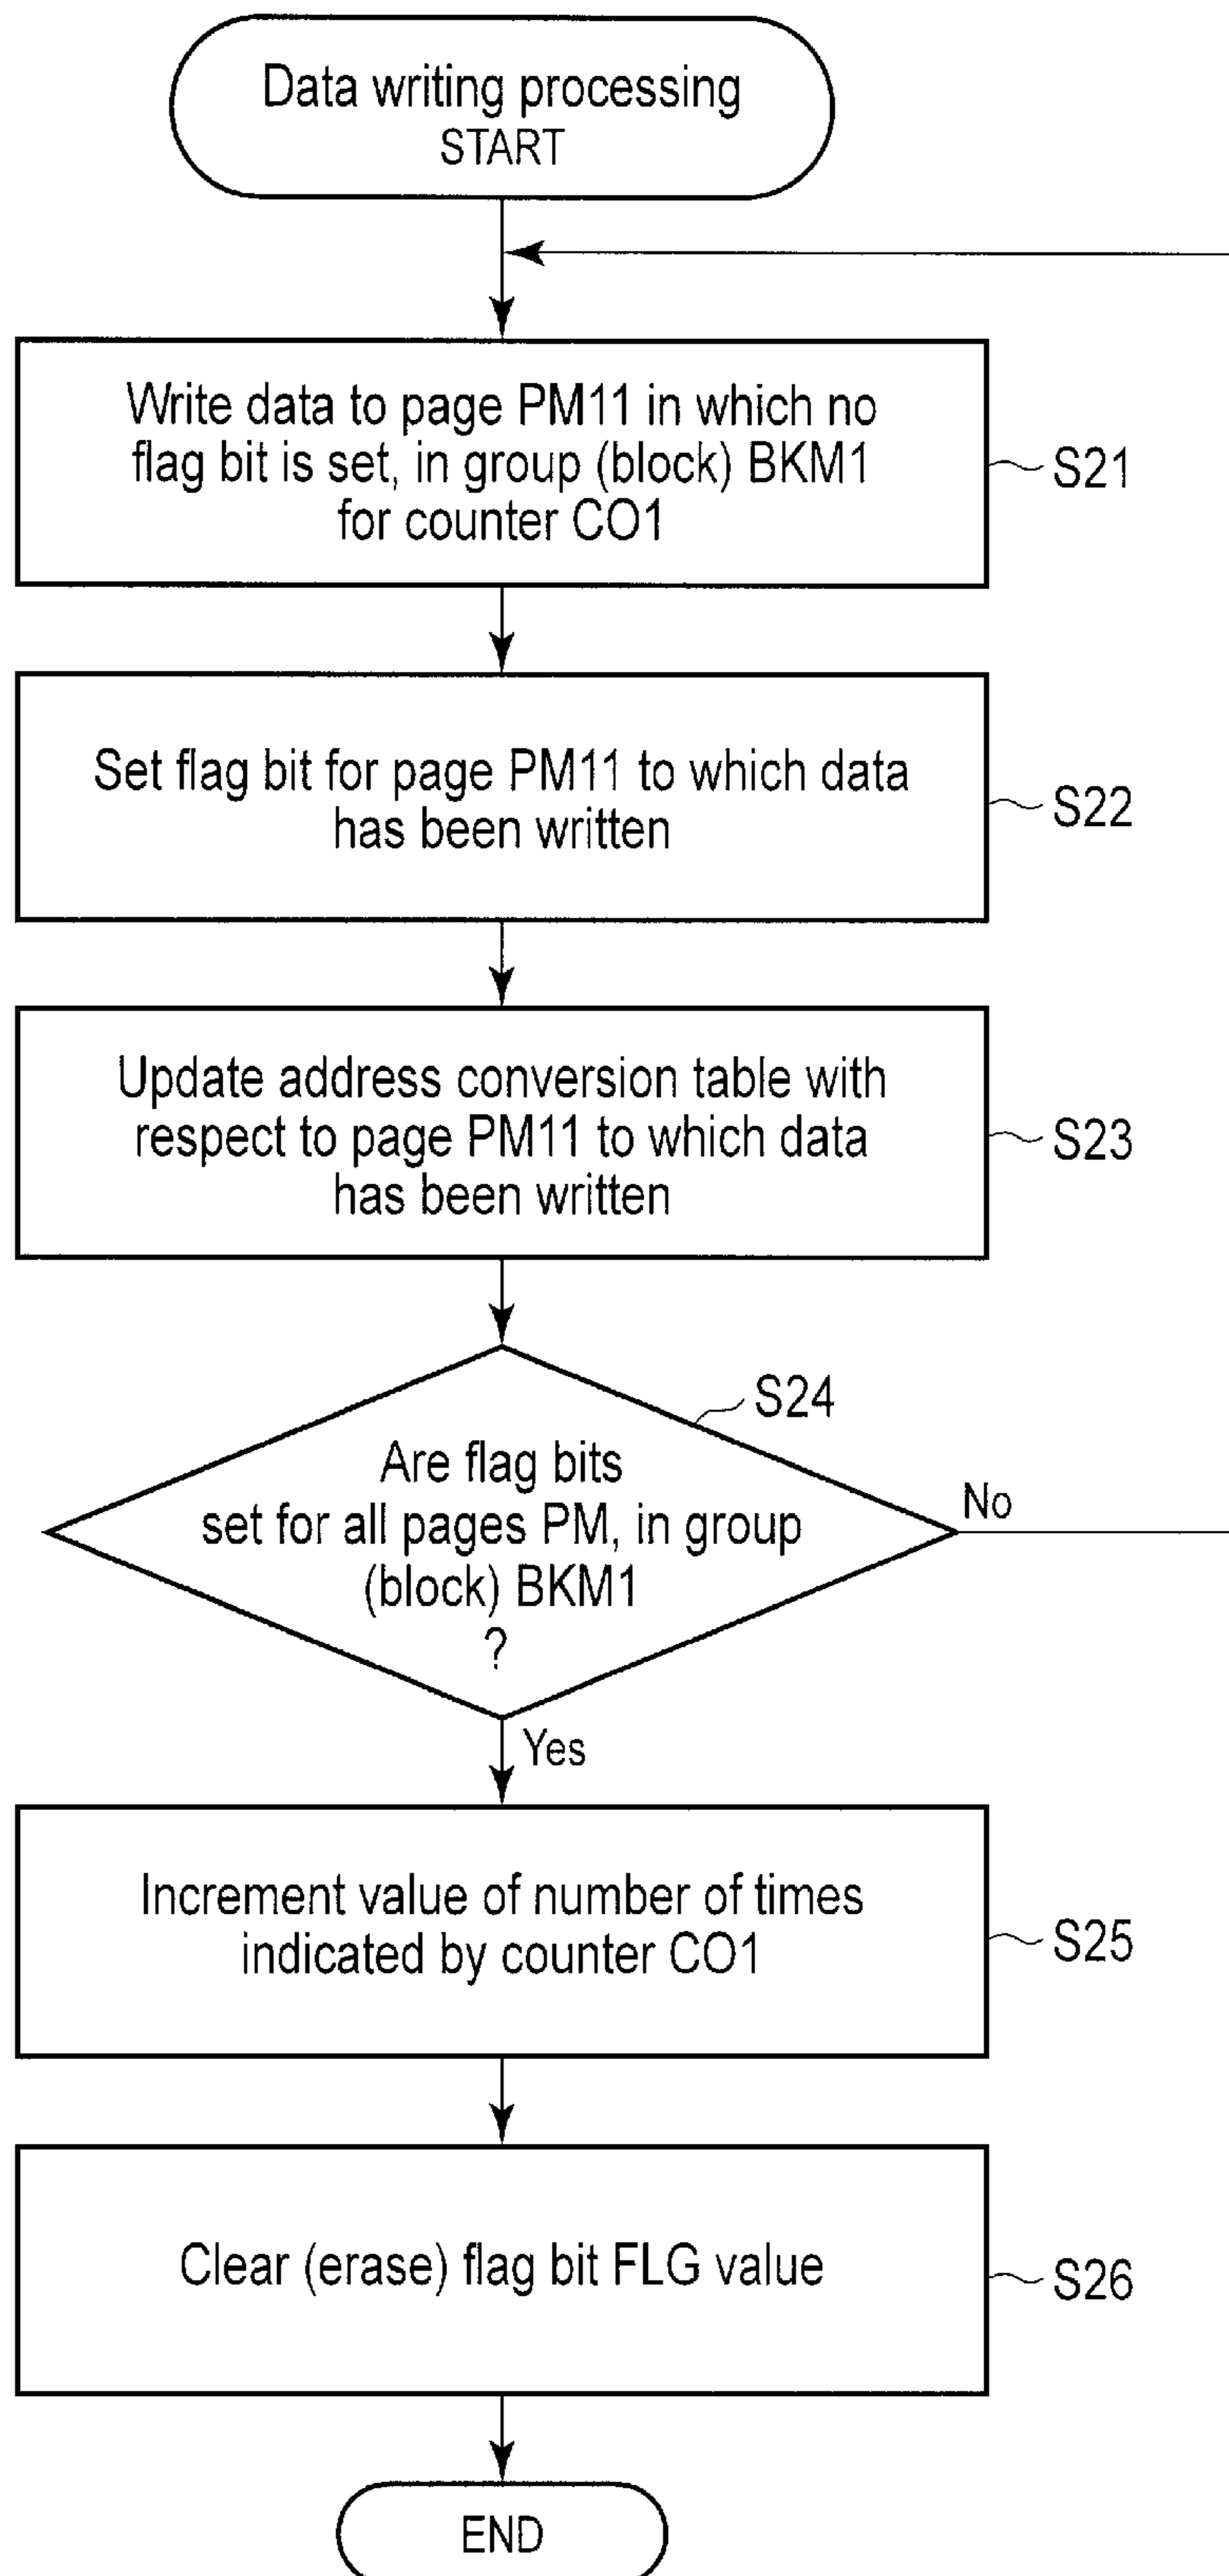 Data writing processing
START
Write data to page PM11 in which no
flag bit is set, in group (block) BKM1
for counter CO1
S21
Set flag bit for page PM11 to which data
has been written
S22
Update address conversion table with
respect to page PM11 to which data
has been written
S23
S24
Are flag bits
set for all pages PM, in group
(block) BKM1
?
No
Yes
Increment value of number of times
indicated by counter CO1
S25
Clear (erase) flag bit FLG value
S26
END